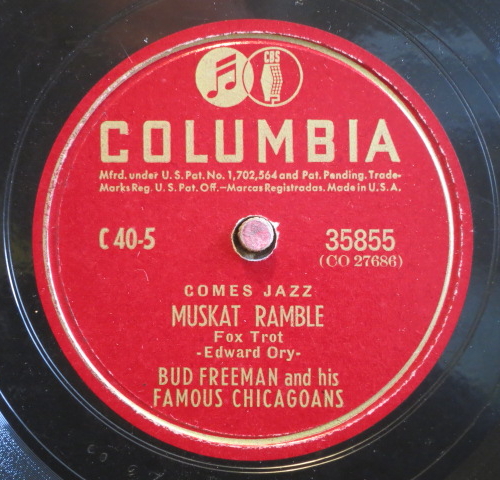 CBS
COLUMBIA
Mfrd. under U.S. Pat. No. 1,702,564 and Pat. Pending. Trade-
Marks Reg. U.S. Pat. Off.—Marcas Registradas. Made in U.S.A.
C 40-5
35855
(CO 27686)
COMES JAZZ
MUSKAT RAMBLE
Fox Trot
-Edward Ory-
BUD FREEMAN and his
FAMOUS CHICAGOANS